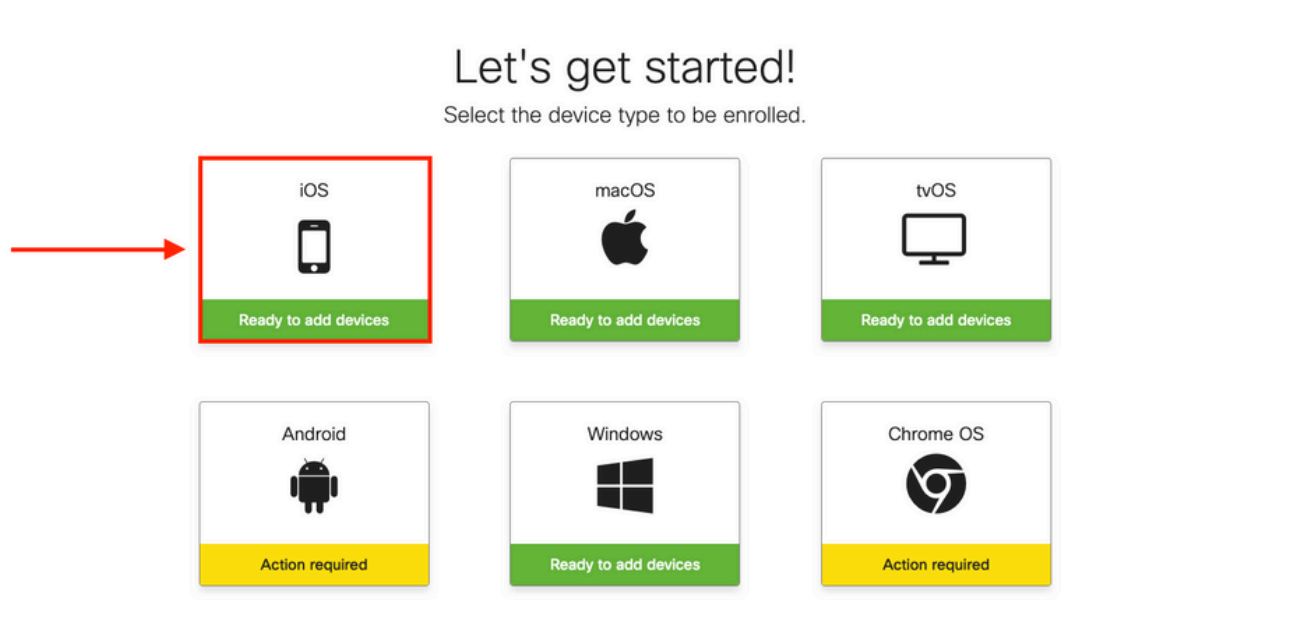 Let's get started!
Select the device type to be enrolled.
iOS
macOS
tvOS
Ready to add devices
Ready to add devices
Ready to add devices
Android
Windows
Chrome OS
Action required
Ready to add devices
Action required